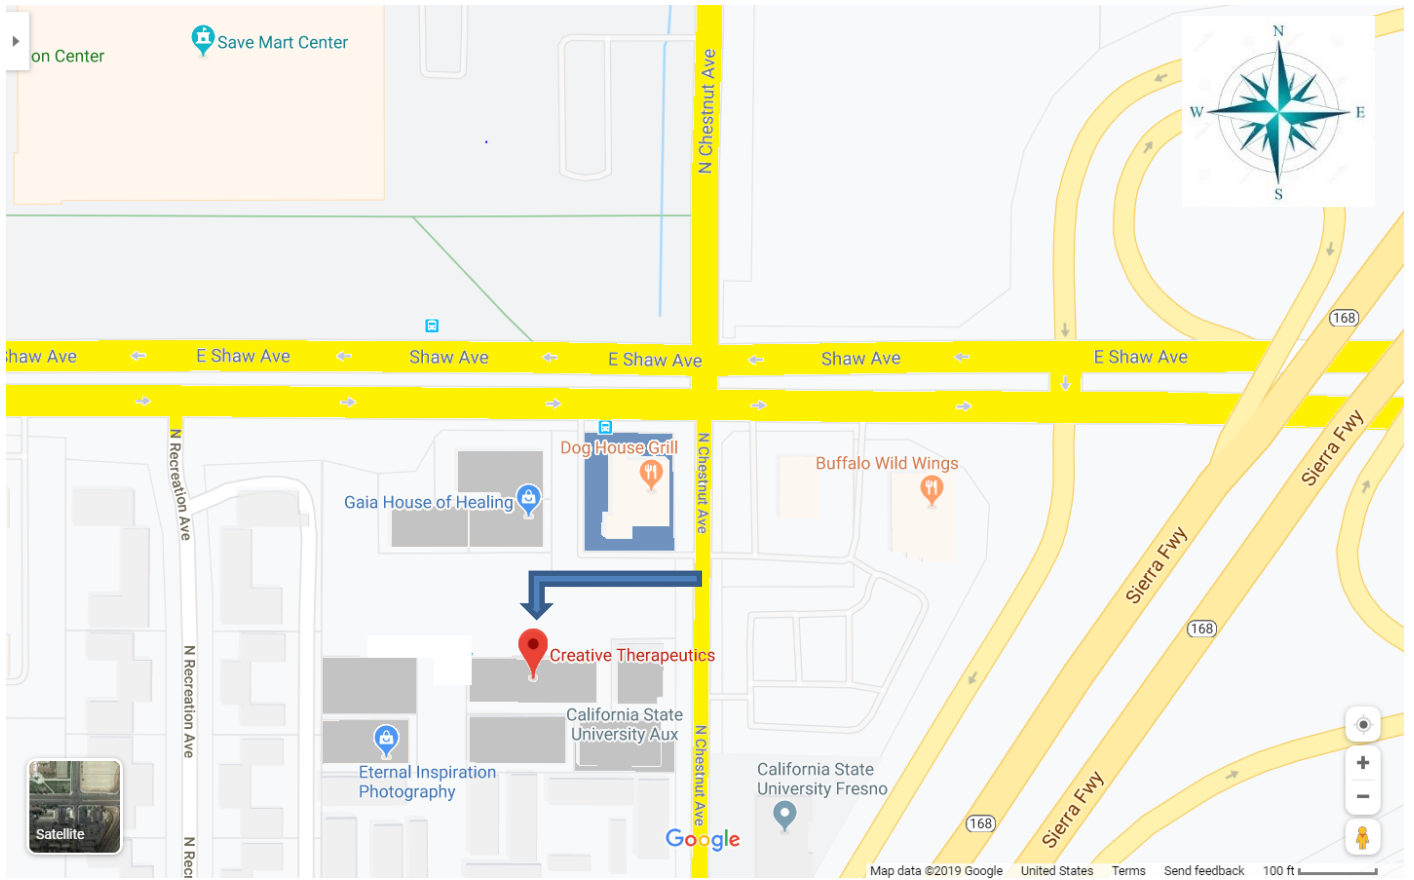 on Center
Save Mart Center
N Chestnut Ave
N
W
E
S
168
Shaw Ave
E Shaw Ave
Shaw Ave
E Shaw Ave
Shaw Ave
E Shaw Ave
N Recreation Ave
Dog House Grill
N Chestnut Ave
Buffalo Wild Wings
Sierra Fwy
Gaia House of Healing
Sierra Fwy
168
N Recreation Ave
Creative Therapeutics
California State
University Aux
N Chestnut Ave
Eternal Inspiration
Photography
California State
University Fresno
Sierra Fwy
168
Satellite
N Recr
Google
Map data ©2019 Google
United States
Terms
Send feedback
100 ft